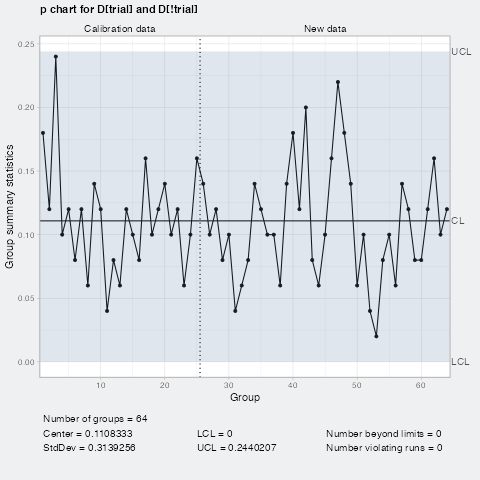 p chart for D[trial] and D[!trial]
Calibration data New data
0.25
UCL
0.20
0.15
CL
0.10
0.05
0.00
LCL
Group summary statistics
10 20 30 40 50 60
Group
Number of groups = 64
Center = 0.1108333 LCL = 0 Number beyond limits = 0
StdDev = 0.3139256 UCL = 0.2440207 Number violating runs = 0